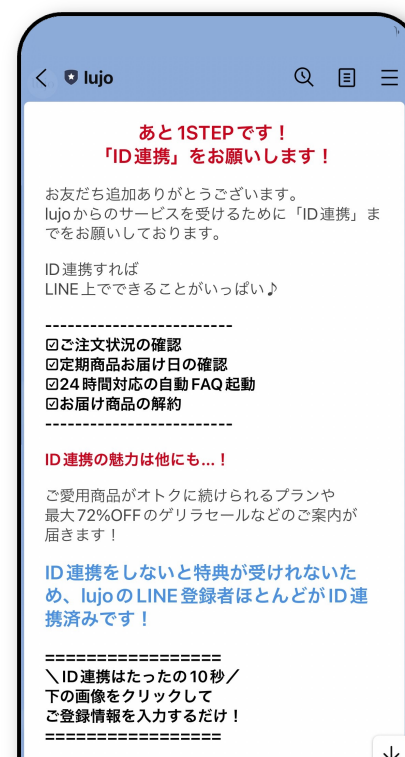 lujo
あと1STEPです！
「ID連携」をお願いします！
お友だち追加ありがとうございます。
lujoからのサービスを受けるために「ID連携」ま
でをお願いしております。
ID連携すれば
LINE上でできることがいっぱい♪
-------------------------
☑ご注文状況の確認
☑定期商品お届け日の確認
☑24時間対応の自動FAQ起動
☑お届け商品の解約
-------------------------
ID連携の魅力は他にも...！
ご愛用商品がオトクに続けられるプランや
最大72%OFFのゲリラセールなどのご案内が
届きます！
ID連携をしないと特典が受けれないた
め、lujoのLINE登録者ほとんどがID連
携済みです！
=================
＼ID連携はたったの10秒／
下の画像をクリックして
ご登録情報を入力するだけ！
=================